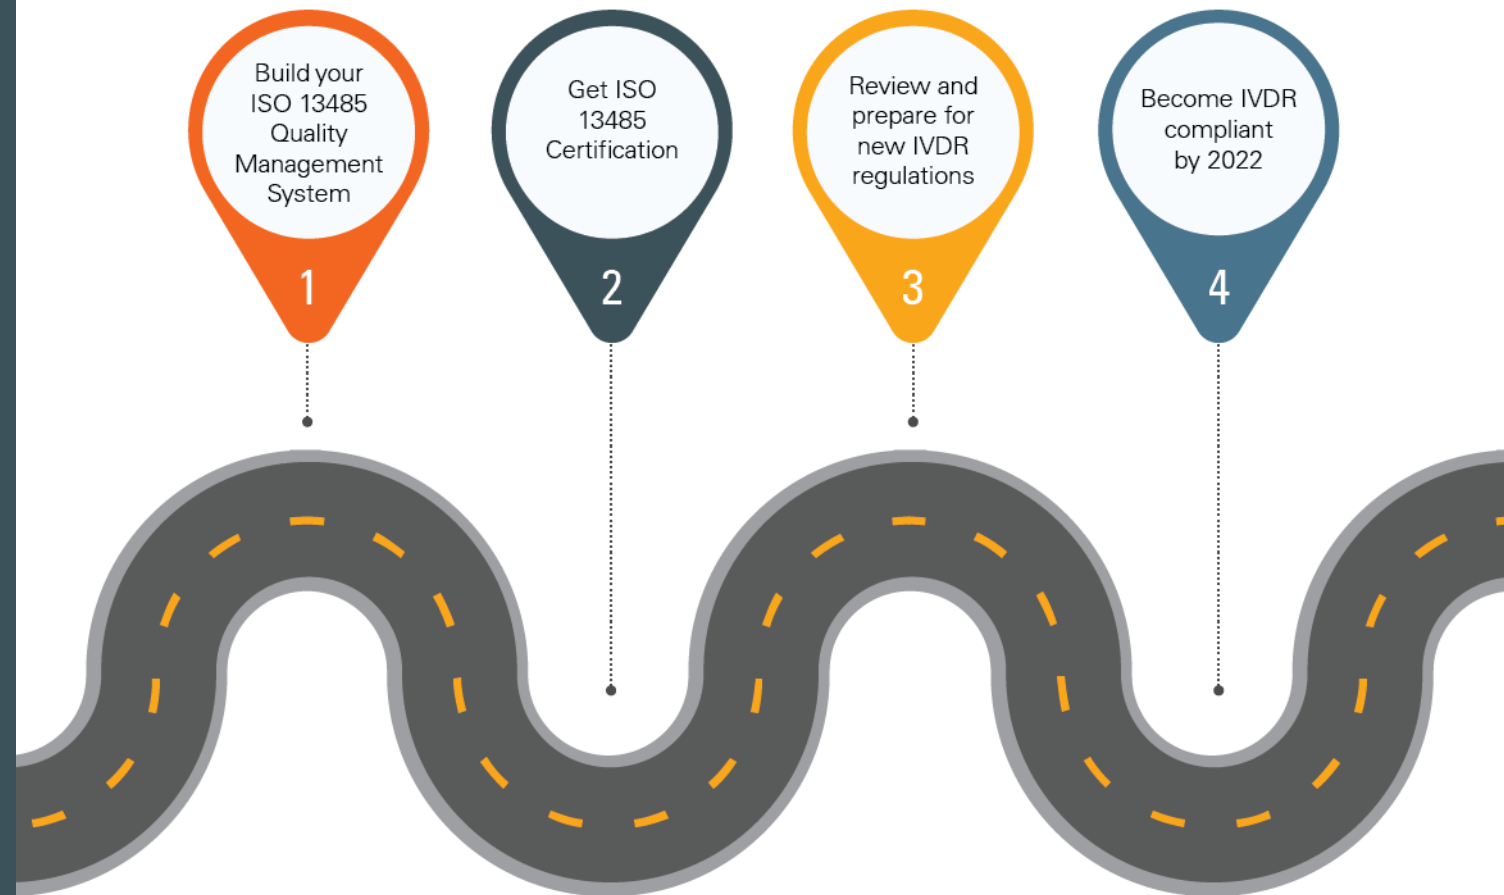 Build your
ISO 13485
Quality
Management
System
1
Get ISO
13485
Certification
2
Review and
prepare for
new IVDR
regulations
3
Become IVDR
compliant
by 2022
4